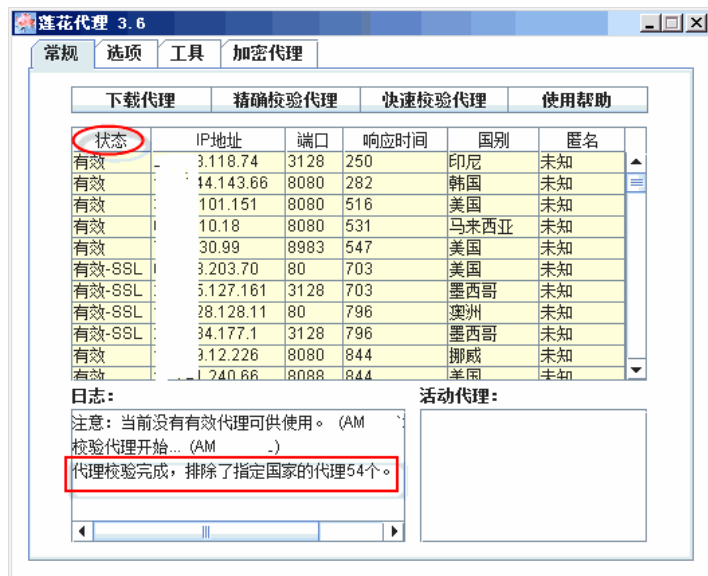 莲花代理 3.6
常规 选项 工具 加密代理
下载代理 精确校验代理 快速校验代理 使用帮助
状态 IP地址 端口 响应时间 国别 匿名
有效 3.118.74 3128 250 印尼 未知
有效 44.143.66 8080 282 韩国 未知
有效 101.151 8080 516 美国 未知
有效 10.18 8080 531 马来西亚 未知
有效 30.99 8983 547 美国 未知
有效-SSL 3.203.70 80 703 美国 未知
有效-SSL 5.127.161 3128 703 墨西哥 未知
有效-SSL 28.128.11 80 796 澳洲 未知
有效-SSL 34.177.1 3128 796 墨西哥 未知
有效 9.12.226 8080 844 挪威 未知
有效 1.240.66 8088 844 美国 未知
日志： 活动代理：
注意：当前没有有效代理可供使用。 (AM
校验代理开始... (AM )
代理校验完成，排除了指定国家的代理54个。